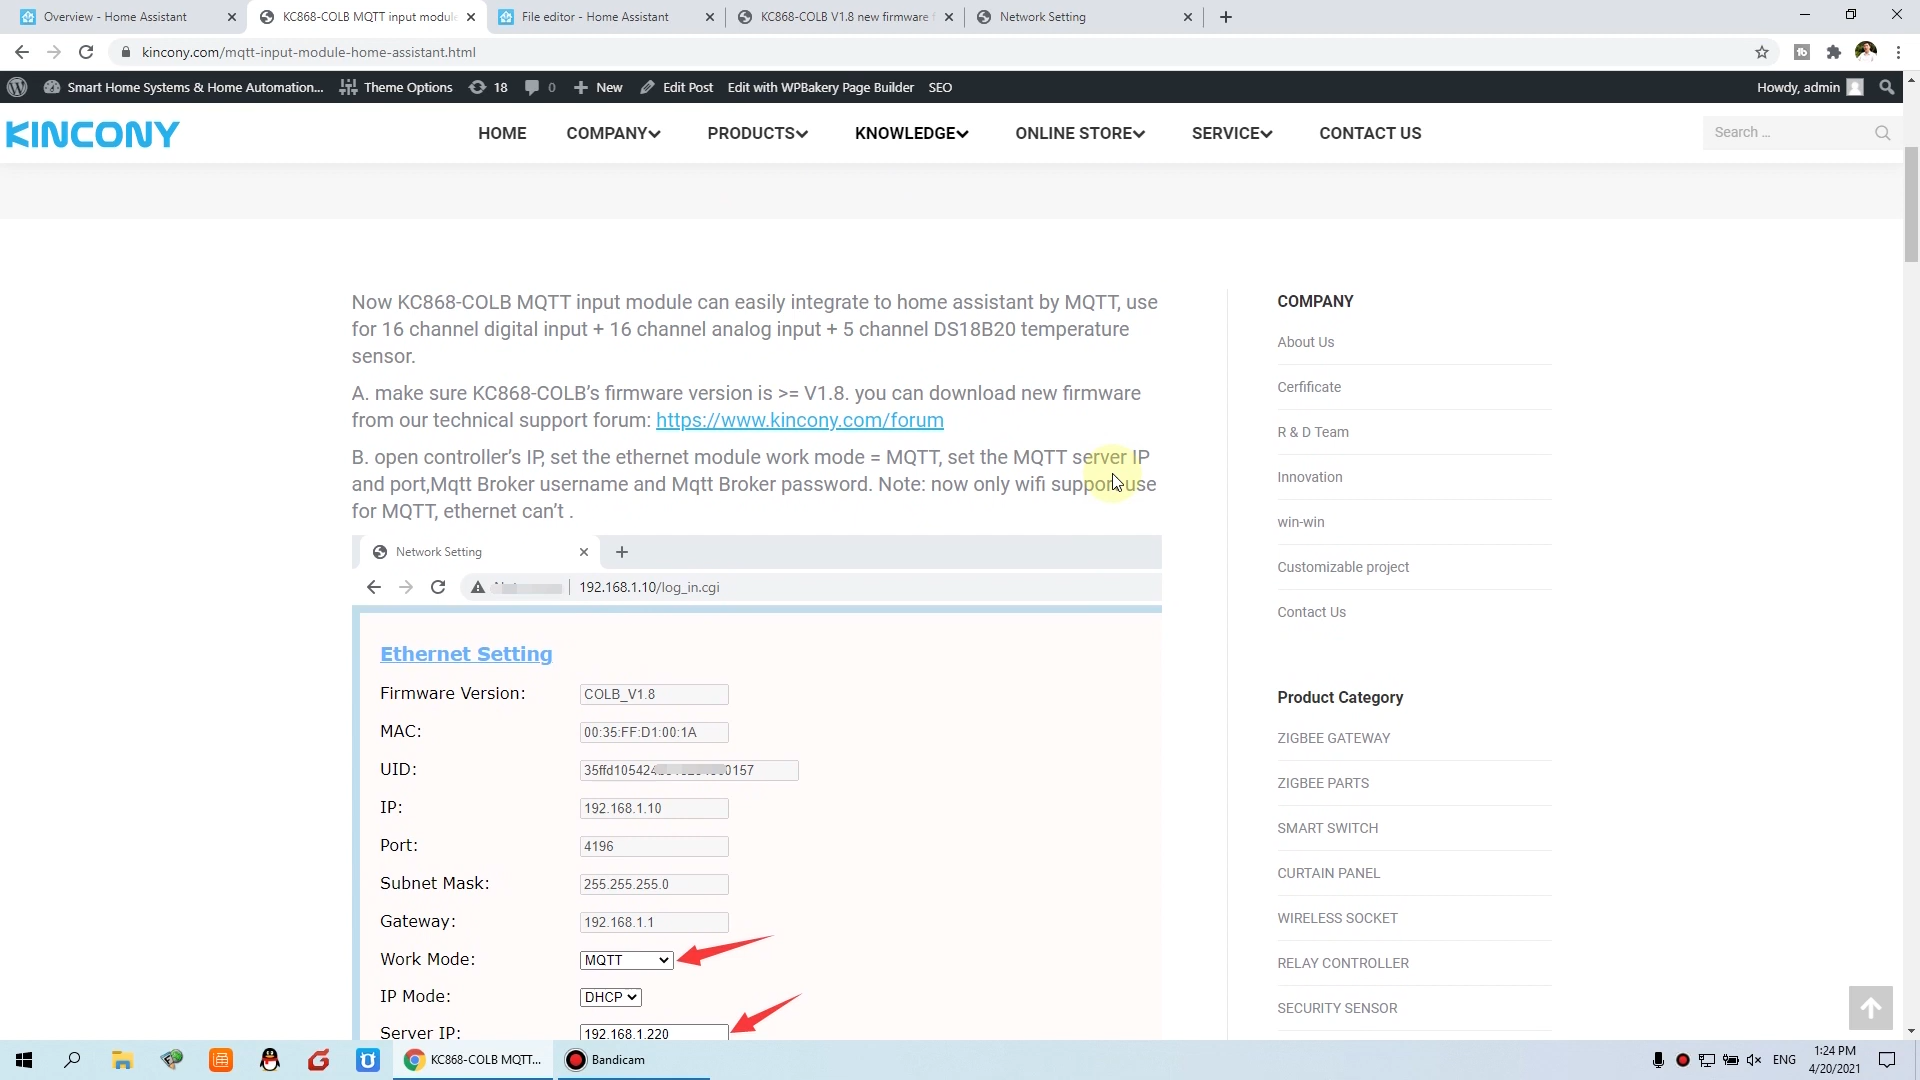 Overview - Home Assistant
KC868-COLB MQTT input module
File editor - Home Assistant
KC868-COLB V1.8 new firmware
Network Setting
kincony.com/mqtt-input-module-home-assistant.html
Smart Home Systems & Home Automation... Theme Options 18 0 New Edit Post Edit with WPBakery Page Builder SEO Howdy, admin
KINCONY HOME COMPANY PRODUCTS KNOWLEDGE ONLINE STORE SERVICE CONTACT US Search ...
Now KC868-COLB MQTT input module can easily integrate to home assistant by MQTT, use
for 16 channel digital input + 16 channel analog input + 5 channel DS18B20 temperature
sensor.
A. make sure KC868-COLB’s firmware version is >= V1.8. you can download new firmware
from our technical support forum: https://www.kincony.com/forum
B. open controller’s IP, set the ethernet module work mode = MQTT, set the MQTT server IP
and port,Mqtt Broker username and Mqtt Broker password. Note: now only wifi support use
for MQTT, ethernet can’t .
Network Setting
192.168.1.10/log_in.cgi
Ethernet Setting
Firmware Version: COLB_V1.8
MAC: 00:35:FF:D1:00:1A
UID: 35ffd105424 0157
IP: 192.168.1.10
Port: 4196
Subnet Mask: 255.255.255.0
Gateway: 192.168.1.1
Work Mode: MQTT
IP Mode: DHCP
Server IP: 192.168.1.220
COMPANY
About Us
Cerfificate
R & D Team
Innovation
win-win
Customizable project
Contact Us
Product Category
ZIGBEE GATEWAY
ZIGBEE PARTS
SMART SWITCH
CURTAIN PANEL
WIRELESS SOCKET
RELAY CONTROLLER
SECURITY SENSOR
KC868-COLB MQTT... Bandicam ENG 1:24 PM
4/20/2021